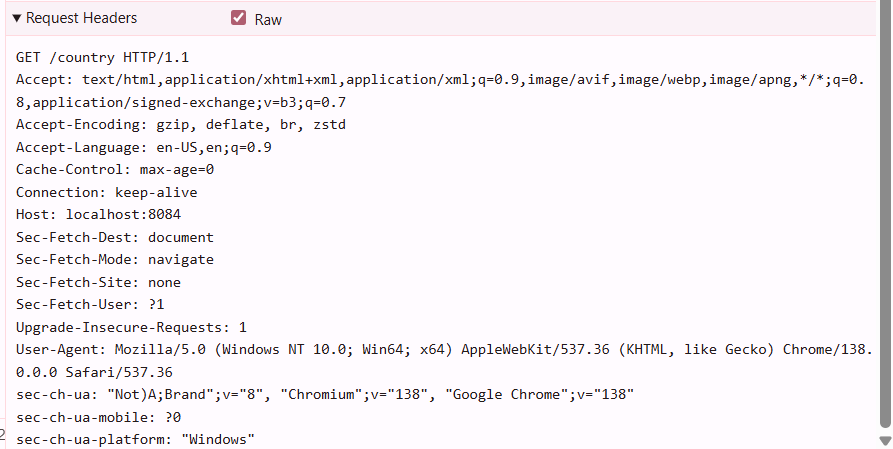 ▼ Request Headers Raw
GET /country HTTP/1.1
Accept: text/html,application/xhtml+xml,application/xml;q=0.9,image/avif,image/webp,image/apng,*/*;q=0.
8,application/signed-exchange;v=b3;q=0.7
Accept-Encoding: gzip, deflate, br, zstd
Accept-Language: en-US,en;q=0.9
Cache-Control: max-age=0
Connection: keep-alive
Host: localhost:8084
Sec-Fetch-Dest: document
Sec-Fetch-Mode: navigate
Sec-Fetch-Site: none
Sec-Fetch-User: ?1
Upgrade-Insecure-Requests: 1
User-Agent: Mozilla/5.0 (Windows NT 10.0; Win64; x64) AppleWebKit/537.36 (KHTML, like Gecko) Chrome/138.
0.0.0 Safari/537.36
sec-ch-ua: "Not)A;Brand";v="8", "Chromium";v="138", "Google Chrome";v="138"
sec-ch-ua-mobile: ?0
2
sec-ch-ua-platform: "Windows"